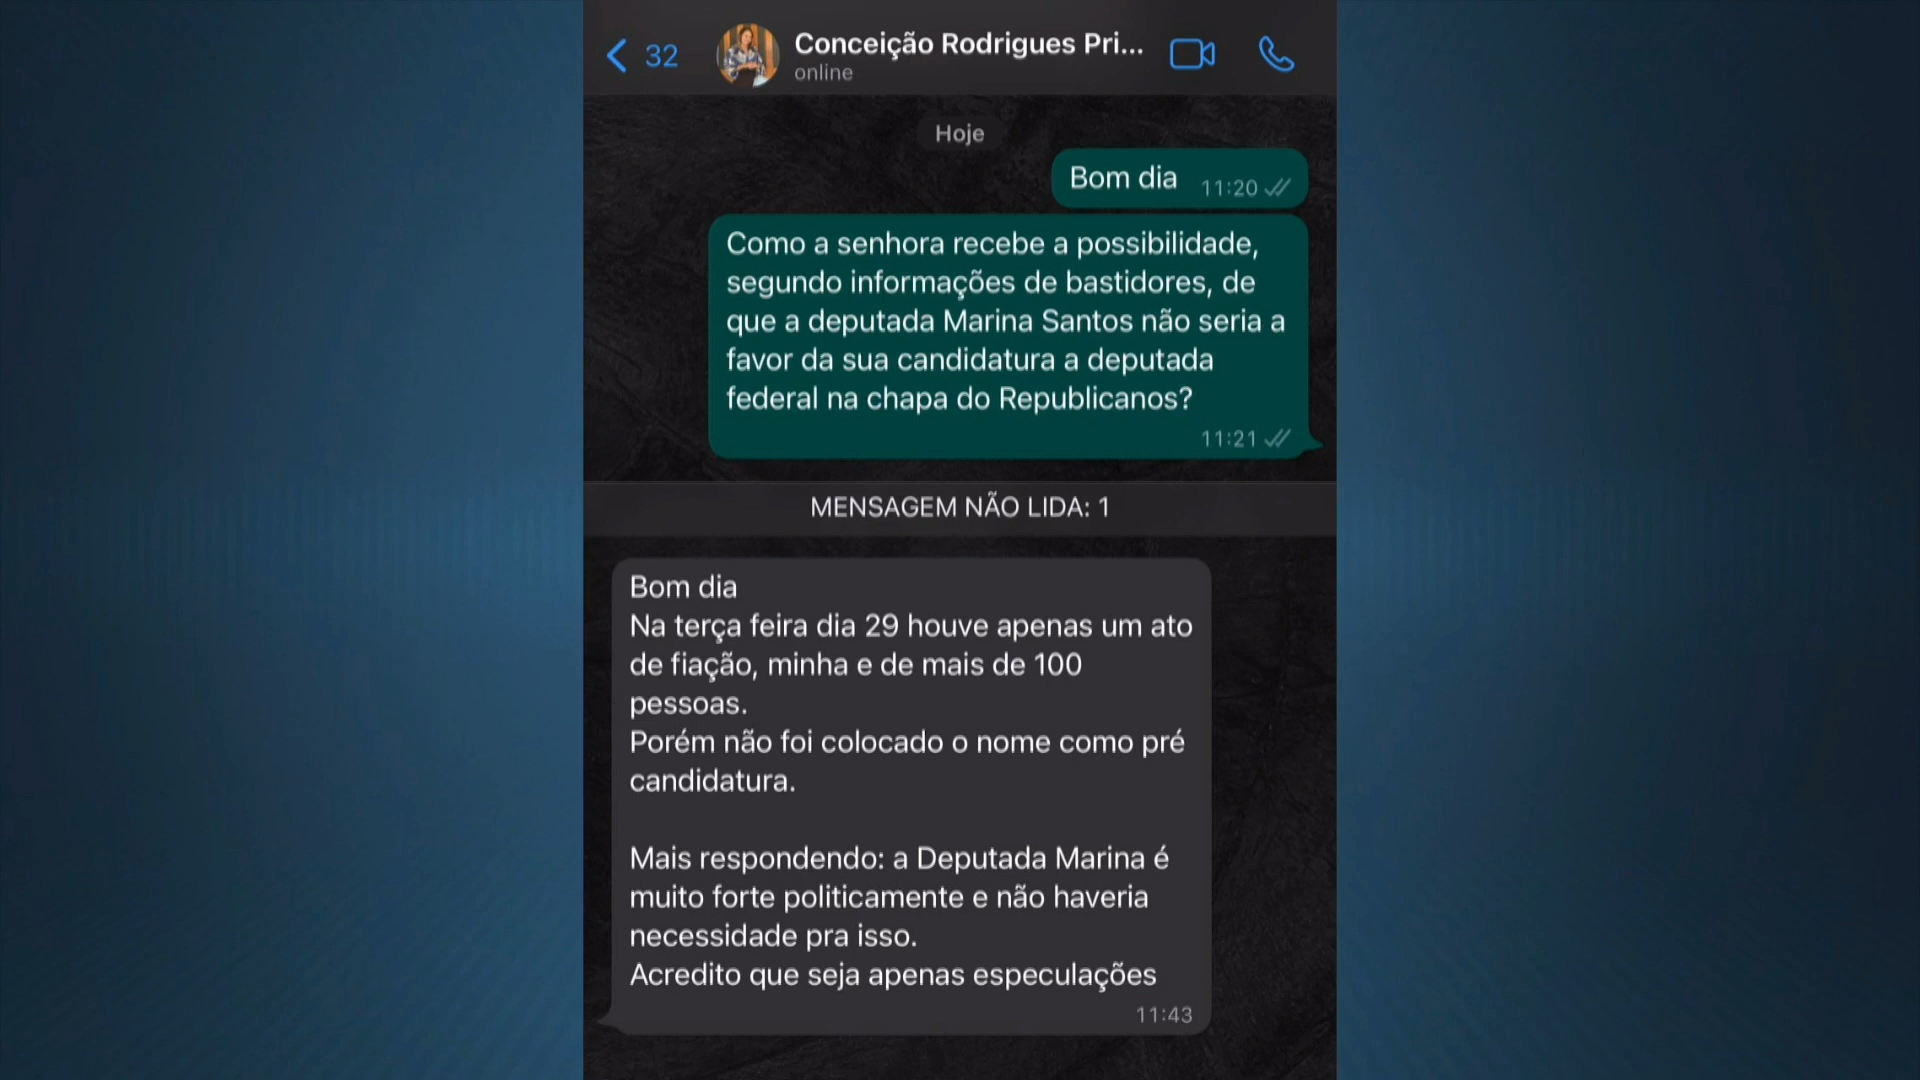 32
Conceição Rodrigues Pri...
online
Hoje
Bom dia
11:20
Como a senhora recebe a possibilidade,
segundo informações de bastidores, de
que a deputada Marina Santos não seria a
favor da sua candidatura a deputada
federal na chapa do Republicanos?
11:21
MENSAGEM NÃO LIDA: 1
Bom dia
Na terça feira dia 29 houve apenas um ato
de fiação, minha e de mais de 100
pessoas.
Porém não foi colocado o nome como pré
candidatura.
Mais respondendo: a Deputada Marina é
muito forte politicamente e não haveria
necessidade pra isso.
Acredito que seja apenas especulações
11:43